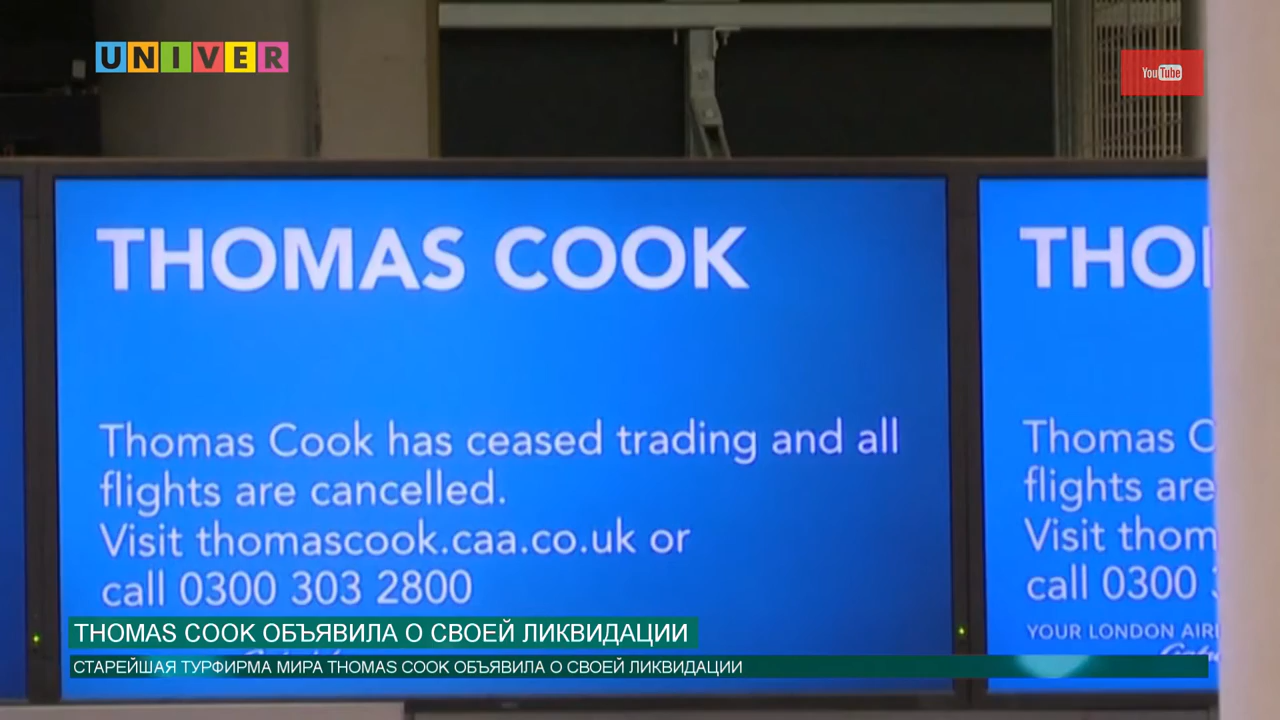 UNIVER
YouTube
THOMAS COOK
Thomas Cook has ceased trading and all
flights are cancelled.
Visit thomascook.caa.co.uk or
call 0300 303 2800
THO
Thomas C
flights are
Visit thom
call 0300
YOUR LONDON AIR
THOMAS COOK ОБЪЯВИЛА О СВОЕЙ ЛИКВИДАЦИИ
СТАРЕЙШАЯ ТУРФИРМА МИРА THOMAS COOK ОБЪЯВИЛА О СВОЕЙ ЛИКВИДАЦИИ